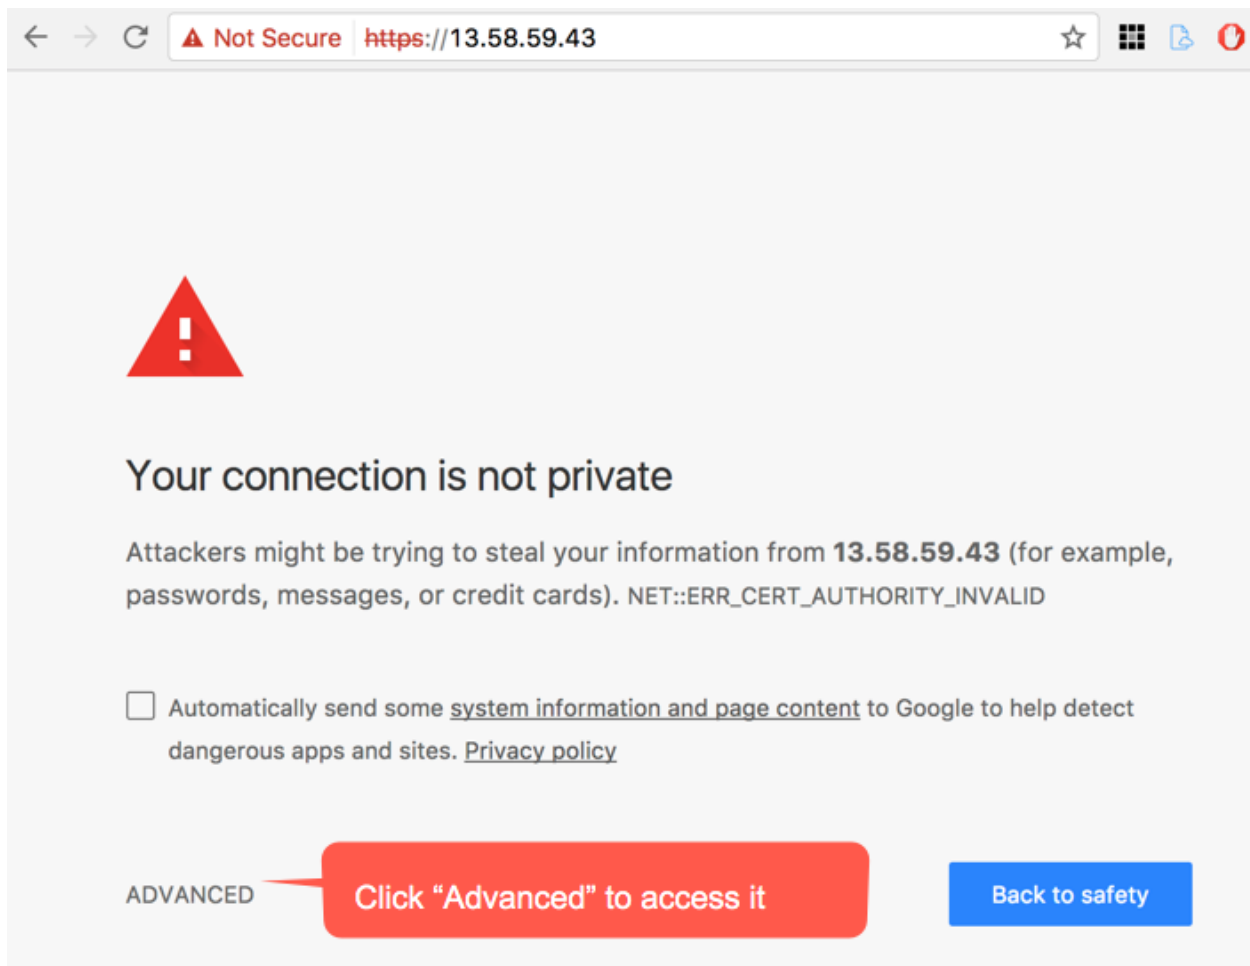 Not Secure https://13.58.59.43
Your connection is not private
Attackers might be trying to steal your information from 13.58.59.43 (for example,
passwords, messages, or credit cards). NET::ERR_CERT_AUTHORITY_INVALID
Automatically send some system information and page content to Google to help detect
dangerous apps and sites. Privacy policy
ADVANCED Click “Advanced” to access it Back to safety